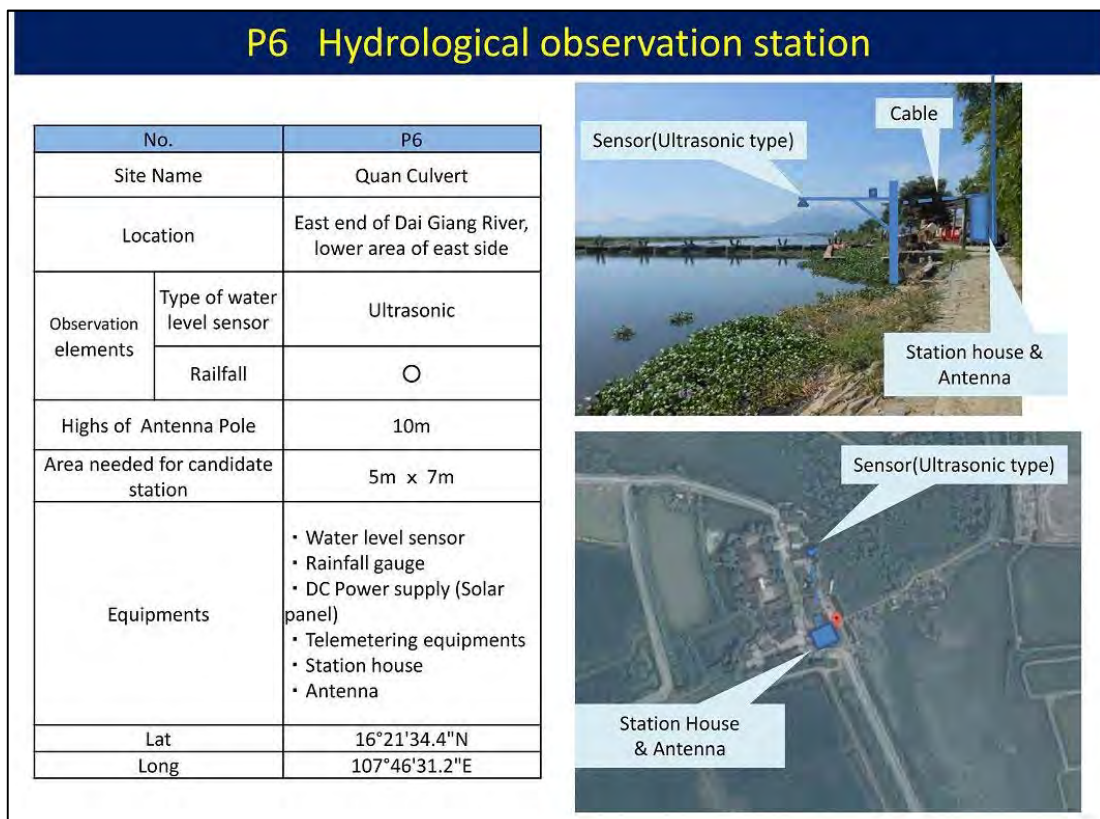 P6 Hydrological observation station
No. P6
Site Name Quan Culvert
Location East end of Dai Giang River,
lower area of east side
Observation
elements
Type of water
level sensor
Ultrasonic
Railfall ○
Highs of Antenna Pole 10m
Area needed for candidate
station
5m x 7m
Equipments
・Water level sensor
・Rainfall gauge
・DC Power supply (Solar
panel)
・Telemetering equipments
・Station house
・Antenna
Lat 16°21'34.4"N
Long 107°46'31.2"E
Sensor(Ultrasonic type)
Cable
Station house &
Antenna
Sensor(Ultrasonic type)
Station House
& Antenna